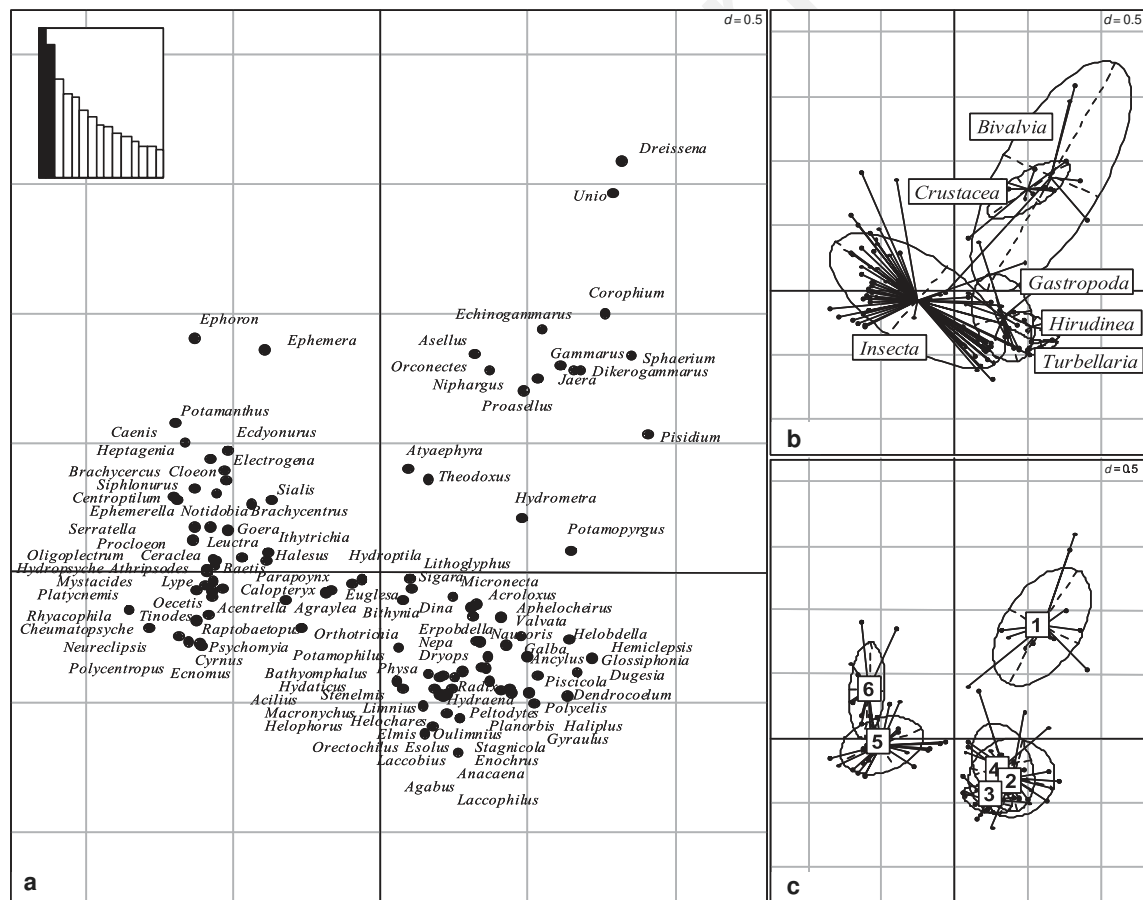 d = 0.5
Dreissena
Unio
Corophium
Echinogammarus
Ephoron
Ephemera
Asellus
Gammarus
Sphaerium
Orconectes
Dikerogammarus
Jaera
Niphargus
Proasellus
Potamanthus
Caenis
Ecdyonurus
Pisidium
Heptagenia
Electrogena
Atyaephyra
Brachycercus
Cloeon
Theodoxus
Siphlonurus
Sialis
Centroptilum
Hydrometra
Ephemerella
Notidobia
Brachycentrus
Serratella
Goera
Ithytrichia
Potamopyrgus
Procloeon
Leuctra
Oligoplectrum
Ceraclea
Halesus
Hydroptila
Lithoglyphus
Hydropsyche
Athripsodes
Baetis
Parapoynx
Sigara
Micronecta
Mystacides
Lype
Calopteryx
Euglesa
Acroloxus
Platycnemis
Oecetis
Acentrella
Agraylea
Bithynia
Dina
Aphelocheirus
Rhyacophila
Tinodes
Valvata
Cheumatopsyche
Raptobaetopus
Orthotrichia
Erpobdella
Naucoris
Helobdella
Neureclipsis
Psychomyia
Potamophilus
Nepa
Galba
Hemiclepsis
Polycentropus
Cyrnus
Ecnomus
Bathyomphalus
Physa
Dryops
Ancylus
Glossiphonia
Dugesia
Hydaticus
Stenelmis
Radix
Piscicola
Acilius
Limnius
Hydraena
Dendrocoelum
Macronychus
Peltodytes
Polycelis
Helophorus
Helochares
Planorbis
Haliplus
Elmis
Oulimnius
Gyraulus
Orectochilus
Esolus
Stagnicola
Laccobius
Enochrus
Anacaena
Agabus
Laccophilus
a
d = 0.5
Bivalvia
Crustacea
Gastropoda
Hirudinea
Insecta
Turbellaria
b
d = 0.5
1
6
5
4
2
3
c